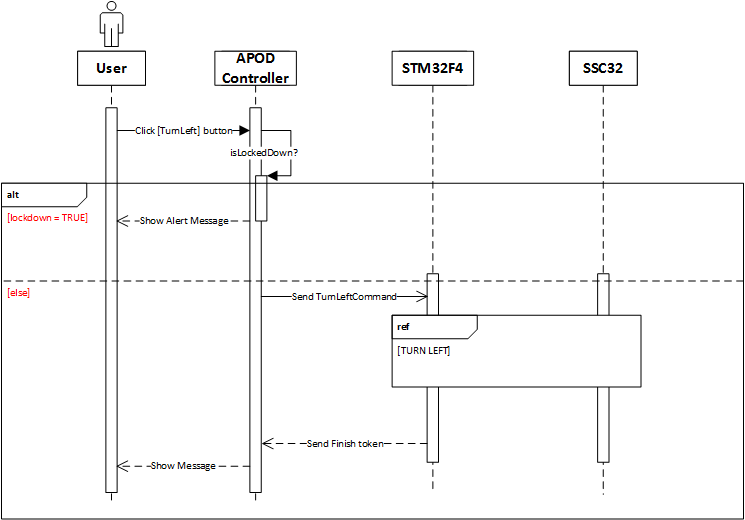 User
APOD
Controller
STM32F4
SSC32
Click [TurnLeft] button
isLockedDown?
alt
[lockdown = TRUE]
Show Alert Message
[else]
Send TurnLeftCommand
ref
[TURN LEFT]
Send Finish token
Show Message